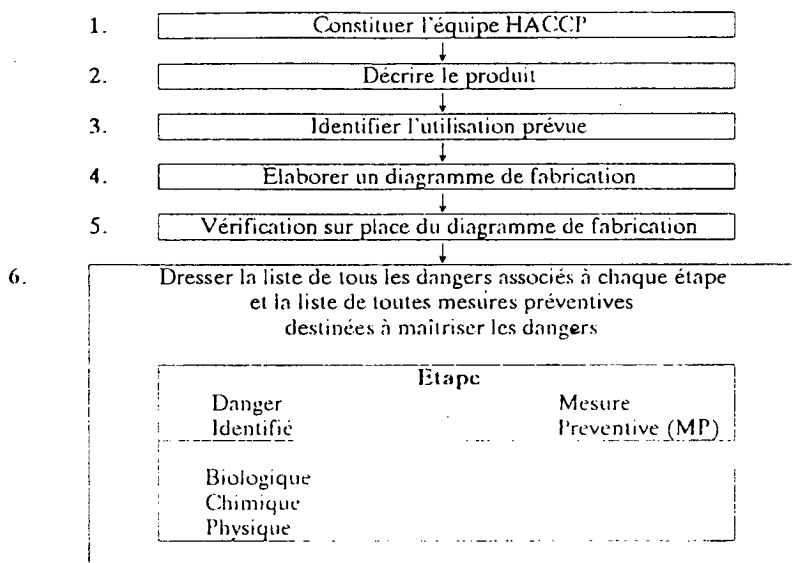 1. Constituer l'équipe HACCP
2. Décrire le produit
3. Identifier l'utilisation prévue
4. Elaborer un diagramme de fabrication
5. Vérification sur place du diagramme de fabrication
6. Dresser la liste de tous les dangers associés à chaque étape
et la liste de toutes mesures préventives
destinées à maîtriser les dangers
Etape
Danger Mesure
Identifié Preventive (MP)
Biologique
Chimique
Physique